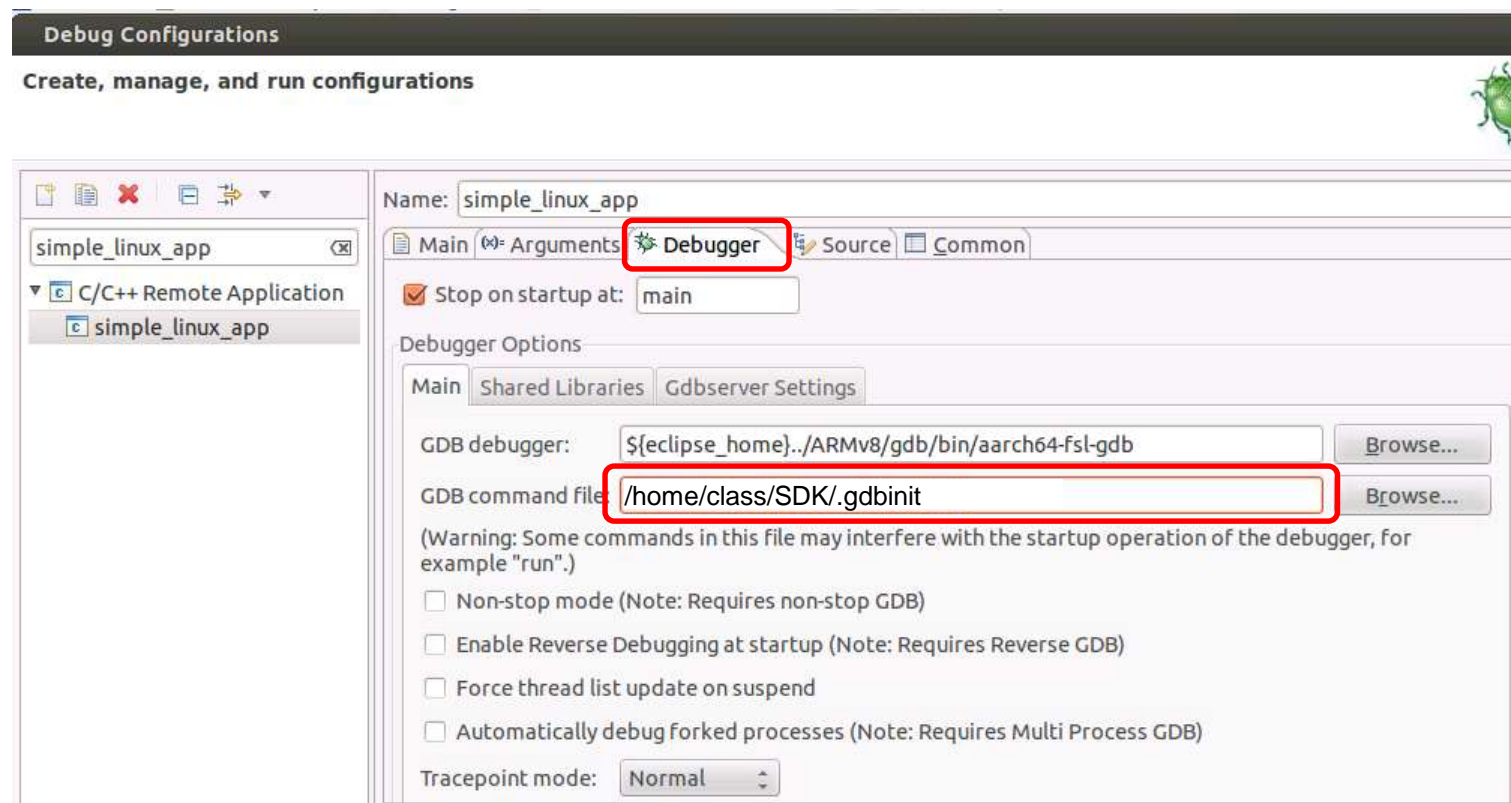 Debug Configurations
Create, manage, and run configurations
Name: simple_linux_app
simple_linux_app
Main (x)= Arguments Debugger Source Common
C/C++ Remote Application
simple_linux_app
Stop on startup at: main
Debugger Options
Main Shared Libraries Gdbserver Settings
GDB debugger: ${eclipse_home}../ARMv8/gdb/bin/aarch64-fsl-gdb Browse...
GDB command file: /home/class/SDK/.gdbinit Browse...
(Warning: Some commands in this file may interfere with the startup operation of the debugger, for
example "run".)
Non-stop mode (Note: Requires non-stop GDB)
Enable Reverse Debugging at startup (Note: Requires Reverse GDB)
Force thread list update on suspend
Automatically debug forked processes (Note: Requires Multi Process GDB)
Tracepoint mode: Normal